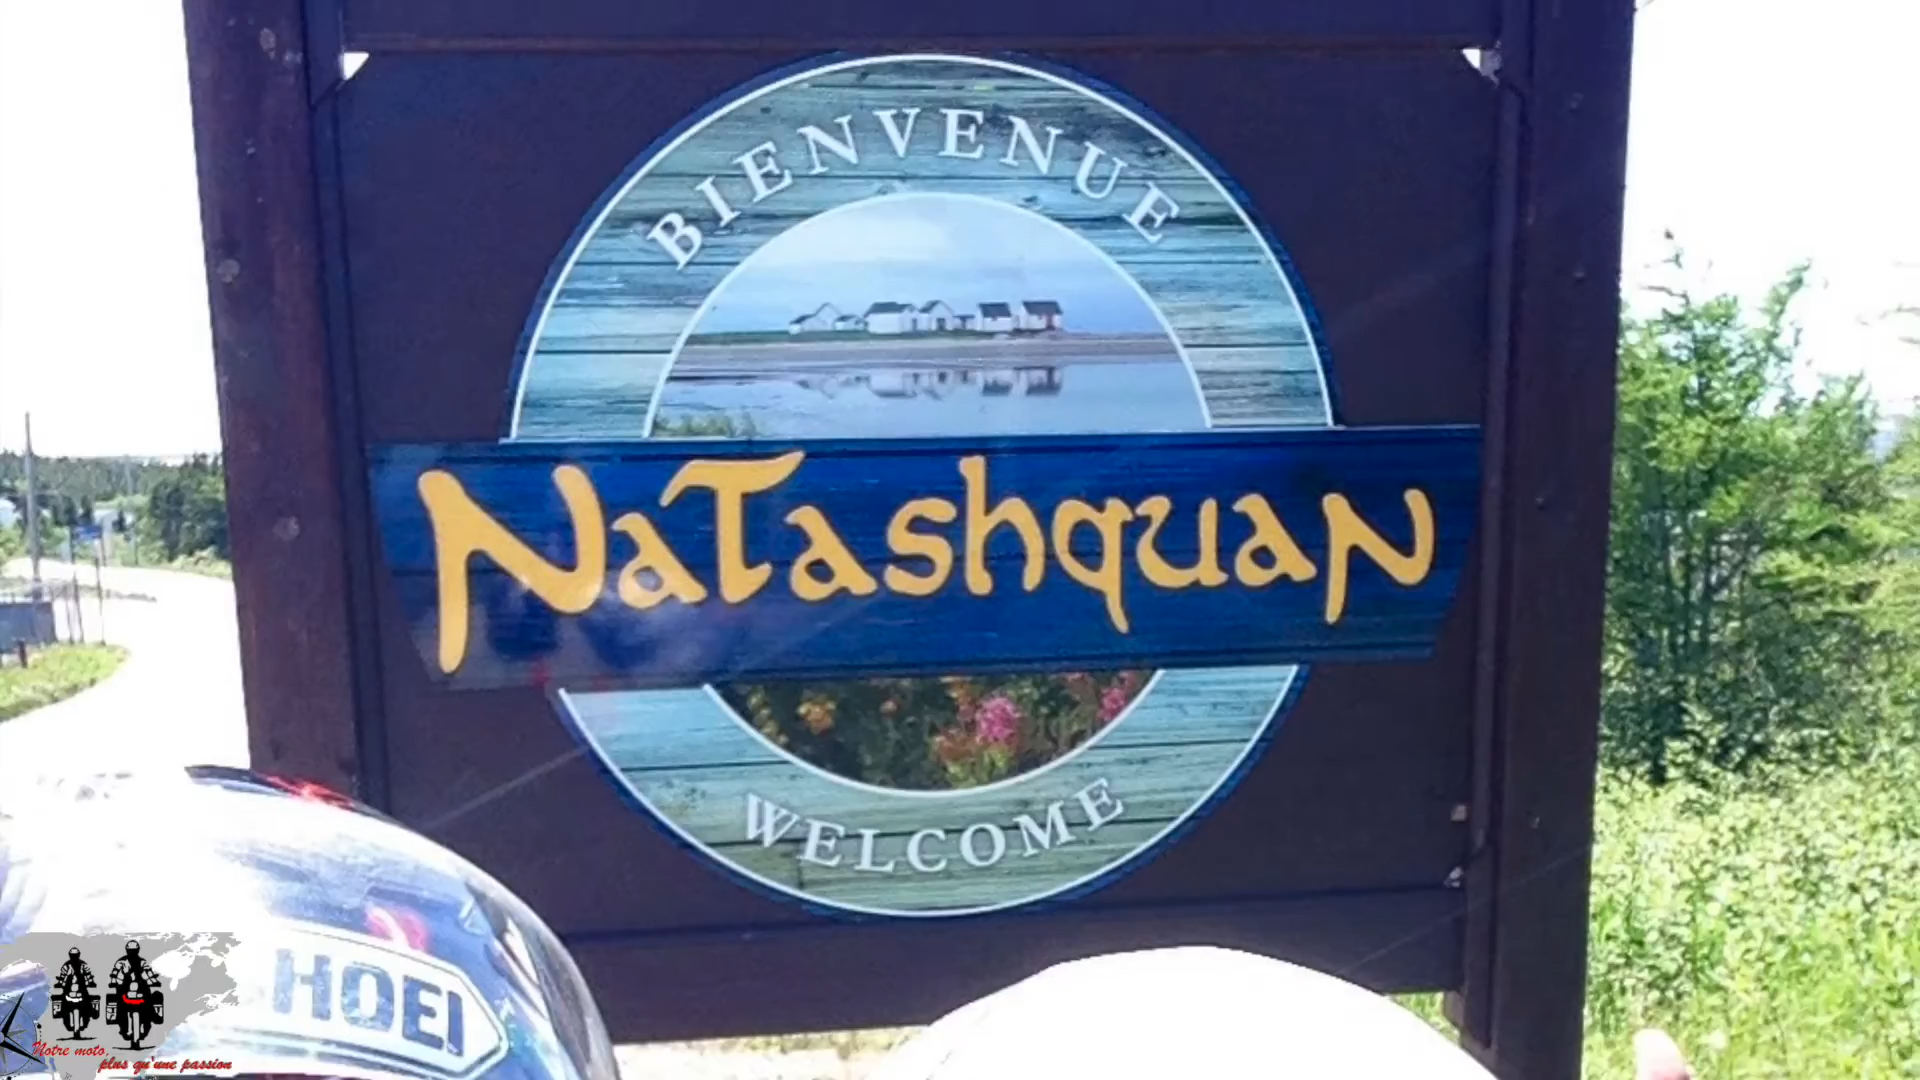 BIENVENUE
NaTashquan
WELCOME
HOEI
Notre moto,
plus qu'une passion